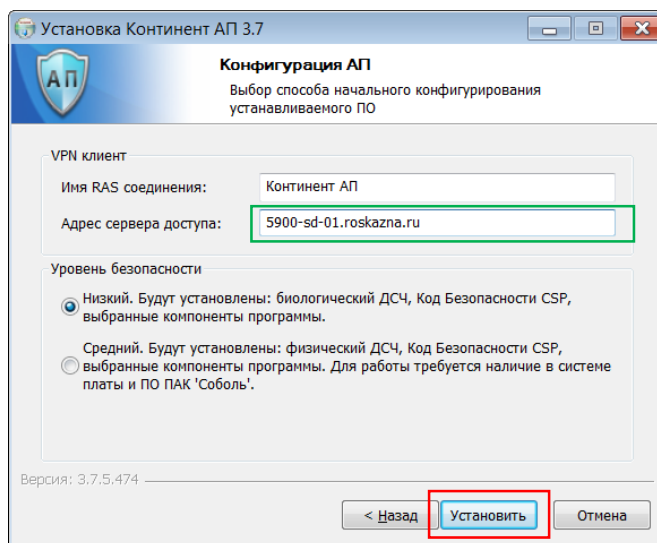 Установка Континент АП 3.7
АП
Конфигурация АП
Выбор способа начального конфигурирования
устанавливаемого ПО
VPN клиент
Имя RAS соединения:
Континент АП
Адрес сервера доступа:
5900-sd-01.roskazna.ru
Уровень безопасности
Низкий. Будут установлены: биологический ДСЧ, Код Безопасности CSP,
выбранные компоненты программы.
Средний. Будут установлены: физический ДСЧ, Код Безопасности CSP,
выбранные компоненты программы. Для работы требуется наличие в системе
платы и ПО ПАК 'Соболь'.
Версия: 3.7.5.474
< Назад
Установить
Отмена